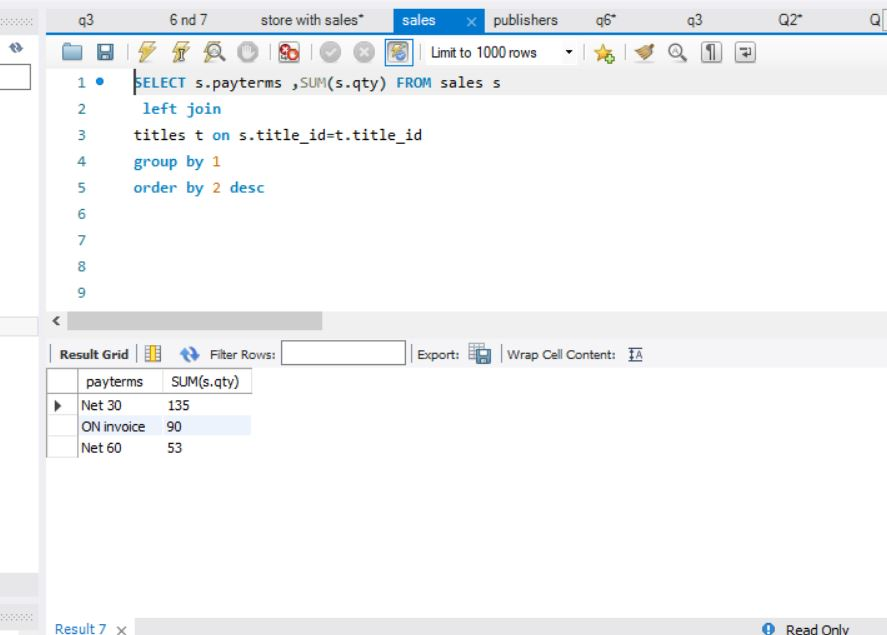 q3 6 nd 7 store with sales* sales publishers q6* q3 Q2* Q
Limit to 1000 rows
1 SELECT s.payterms ,SUM(s.qty) FROM sales s
2 left join
3 titles t on s.title_id=t.title_id
4 group by 1
5 order by 2 desc
6
7
8
9
Result Grid Filter Rows: Export: Wrap Cell Content:
payterms SUM(s.qty)
Net 30 135
ON invoice 90
Net 60 53
Result 7 Read Only